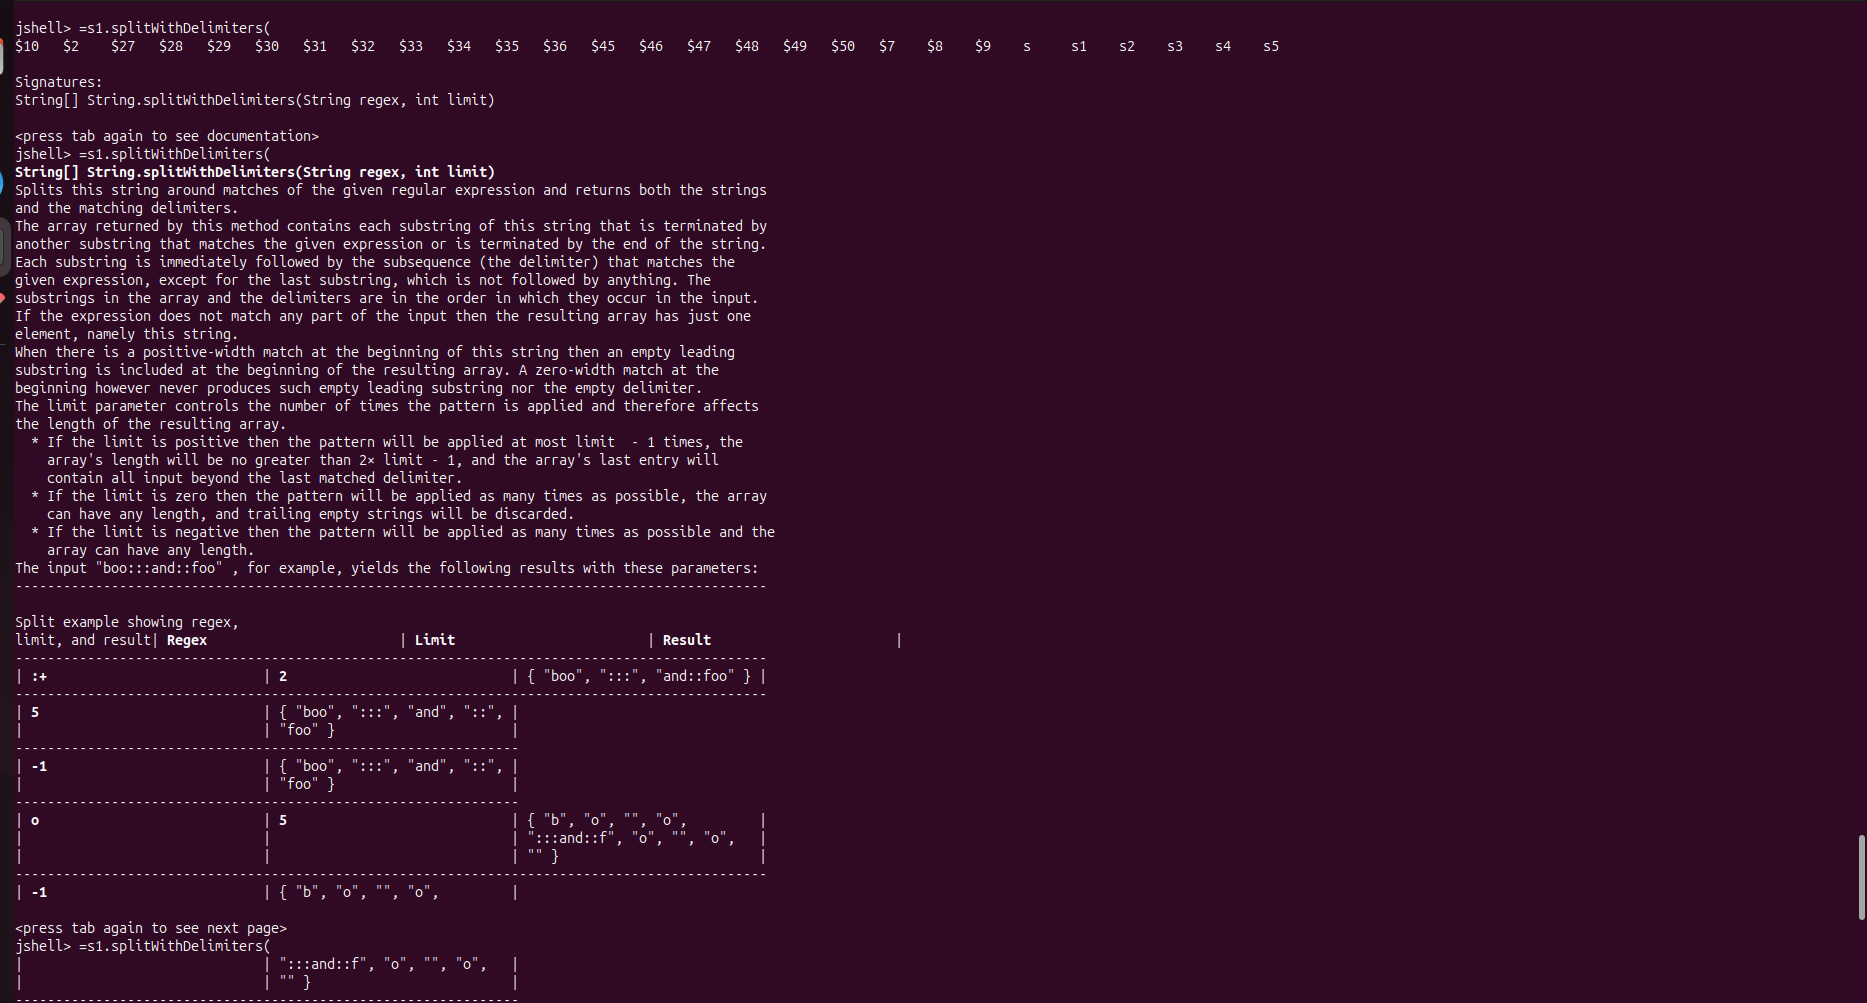 jshell> =s1.splitWithDelimiters(
$10   $2    $27   $28   $29   $30   $31   $32   $33   $34   $35   $36   $45   $46   $47   $48   $49   $50   $7    $8    $9    s     s1    s2    s3    s4    s5
Signatures:
String[] String.splitWithDelimiters(String regex, int limit)
<press tab again to see documentation>
jshell> =s1.splitWithDelimiters(
String[] String.splitWithDelimiters(String regex, int limit)
Splits this string around matches of the given regular expression and returns both the strings
and the matching delimiters.
The array returned by this method contains each substring of this string that is terminated by
another substring that matches the given expression or is terminated by the end of the string.
Each substring is immediately followed by the subsequence (the delimiter) that matches the
given expression, except for the last substring, which is not followed by anything. The
substrings in the array and the delimiters are in the order in which they occur in the input.
If the expression does not match any part of the input then the resulting array has just one
element, namely this string.
When there is a positive-width match at the beginning of this string then an empty leading
substring is included at the beginning of the resulting array. A zero-width match at the
beginning however never produces such empty leading substring nor the empty delimiter.
The limit parameter controls the number of times the pattern is applied and therefore affects
the length of the resulting array.
  * If the limit is positive then the pattern will be applied at most limit  - 1 times, the
    array's length will be no greater than 2× limit - 1, and the array's last entry will
    contain all input beyond the last matched delimiter.
  * If the limit is zero then the pattern will be applied as many times as possible, the array
    can have any length, and trailing empty strings will be discarded.
  * If the limit is negative then the pattern will be applied as many times as possible and the
    array can have any length.
The input "boo:::and::foo" , for example, yields the following results with these parameters:
----------------------------------------------------------------------------------------------
Split example showing regex,
limit, and result| Regex                        | Limit                        | Result                       |
----------------------------------------------------------------------------------------------
| :+                           | 2                            | { "boo", ":::", "and::foo" } |
----------------------------------------------------------------------------------------------
| 5                            | { "boo", ":::", "and", "::", |
|                              | "foo" }                      |
---------------------------------------------------------------
| -1                           | { "boo", ":::", "and", "::", |
|                              | "foo" }                      |
---------------------------------------------------------------
| o                            | 5                            | { "b", "o", "", "o",         |
|                              |                              | ":::and::f", "o", "", "o",   |
|                              |                              | "" }                         |
----------------------------------------------------------------------------------------------
| -1                           | { "b", "o", "", "o",         |
<press tab again to see next page>
jshell> =s1.splitWithDelimiters(
|                              | ":::and::f", "o", "", "o",   |
|                              | "" }                         |
---------------------------------------------------------------